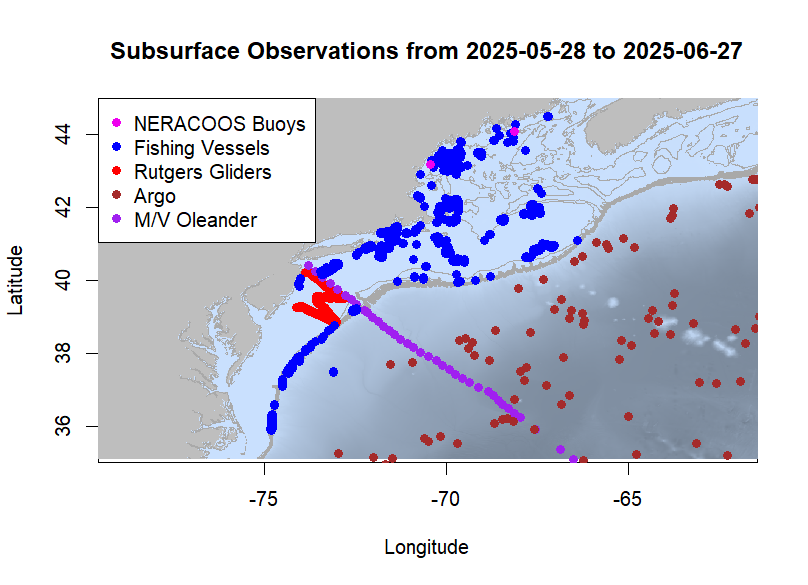 Subsurface Observations from 2025-05-28 to 2025-06-27
NERACOOS Buoys
Fishing Vessels
Rutgers Gliders
Argo
M/V Oleander
44
42
40
38
36
Latitude
-75 -70 -65
Longitude